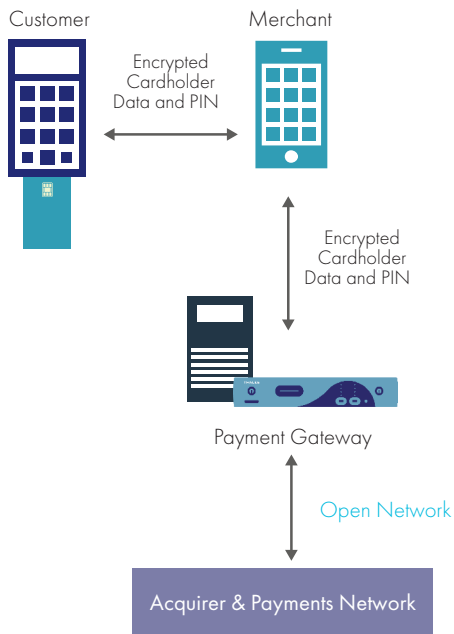 Customer
Merchant
Encrypted
Cardholder
Data and PIN
Encrypted
Cardholder
Data and PIN
Payment Gateway
Open Network
Acquirer & Payments Network